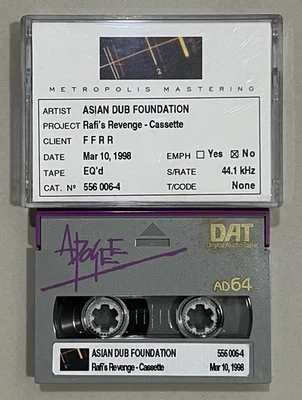 METROPOLIS MASTERING
ARTIST ASIAN DUB FOUNDATION
PROJECT Rafi's Revenge - Cassette
CLIENT F F R R
DATE Mar 10, 1998 EMPH ☐ Yes ☒ No
TAPE EQ'd S/RATE 44.1 kHz
CAT. Nº 556 006-4 T/CODE None
APOGEE
DAT
Digital Audio Tape
AD64
ASIAN DUB FOUNDATION 556 006-4
Rafi's Revenge - Cassette Mar 10, 1998